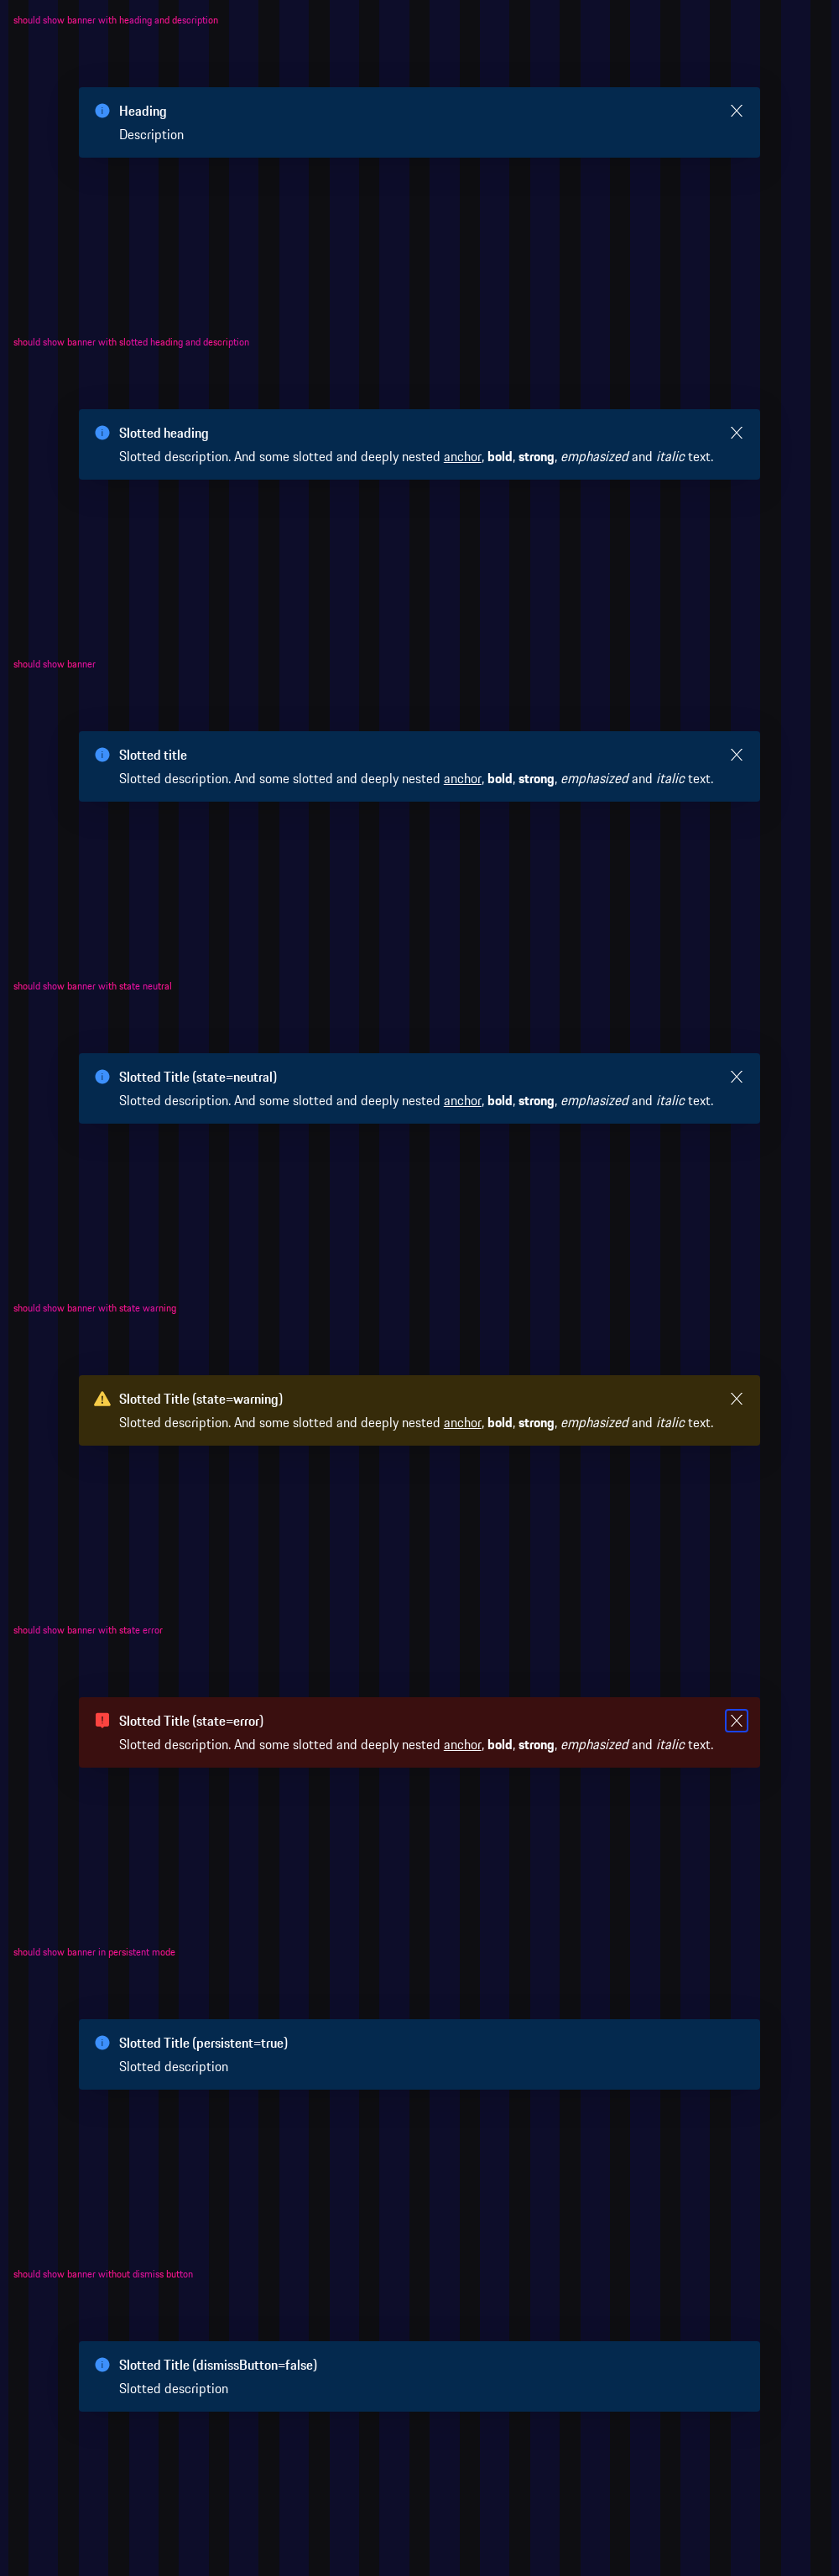 should show banner with heading and description
Heading
Description
should show banner with slotted heading and description
Slotted heading
Slotted description. And some slotted and deeply nested anchor, bold, strong, emphasized and italic text.
should show banner
Slotted title
Slotted description. And some slotted and deeply nested anchor, bold, strong, emphasized and italic text.
should show banner with state neutral
Slotted Title (state=neutral)
Slotted description. And some slotted and deeply nested anchor, bold, strong, emphasized and italic text.
should show banner with state warning
Slotted Title (state=warning)
Slotted description. And some slotted and deeply nested anchor, bold, strong, emphasized and italic text.
should show banner with state error
Slotted Title (state=error)
Slotted description. And some slotted and deeply nested anchor, bold, strong, emphasized and italic text.
should show banner in persistent mode
Slotted Title (persistent=true)
Slotted description
should show banner without dismiss button
Slotted Title (dismissButton=false)
Slotted description